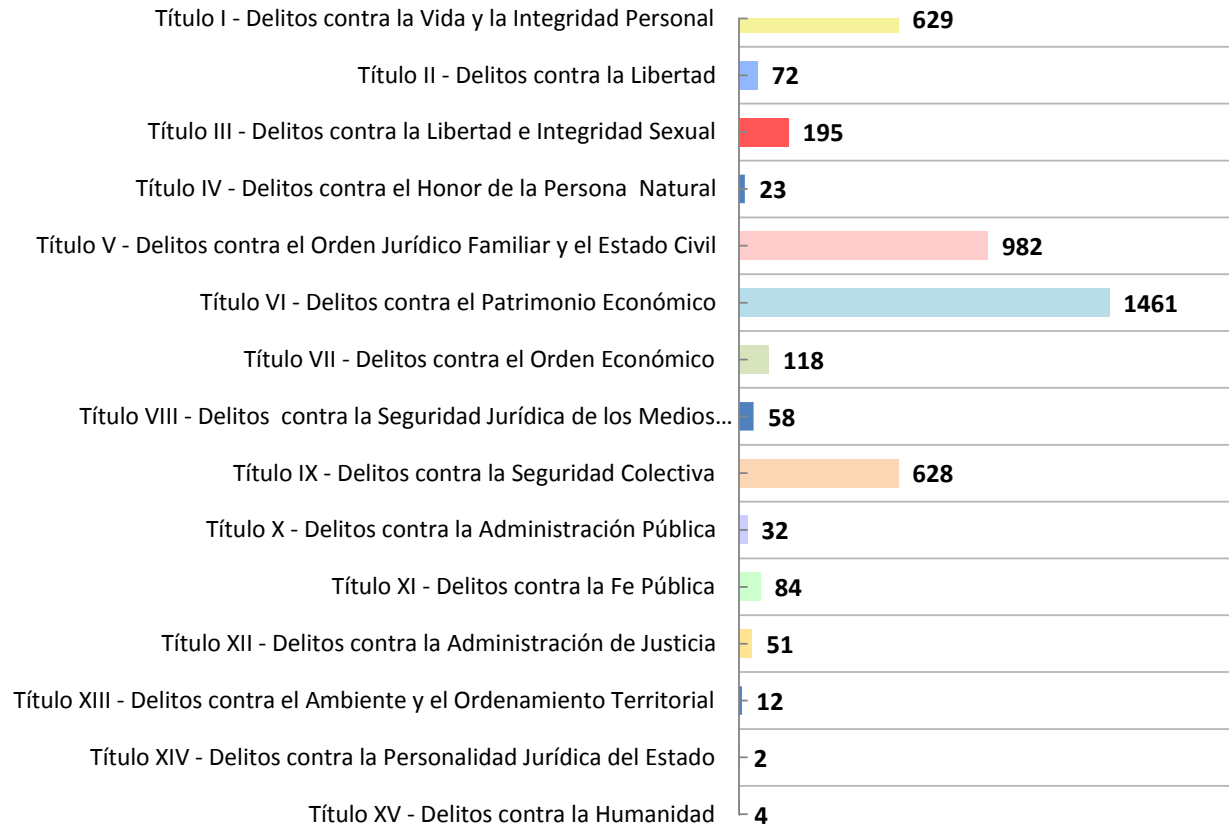 Título I - Delitos contra la Vida y la Integridad Personal 629
Título II - Delitos contra la Libertad 72
Título III - Delitos contra la Libertad e Integridad Sexual 195
Título IV - Delitos contra el Honor de la Persona  Natural 23
Título V - Delitos contra el Orden Jurídico Familiar y el Estado Civil 982
Título VI - Delitos contra el Patrimonio Económico 1461
Título VII - Delitos contra el Orden Económico 118
Título VIII - Delitos  contra la Seguridad Jurídica de los Medios... 58
Título IX - Delitos contra la Seguridad Colectiva 628
Título X - Delitos contra la Administración Pública 32
Título XI - Delitos contra la Fe Pública 84
Título XII - Delitos contra la Administración de Justicia 51
Título XIII - Delitos contra el Ambiente y el Ordenamiento Territorial 12
Título XIV - Delitos contra la Personalidad Jurídica del Estado 2
Título XV - Delitos contra la Humanidad 4